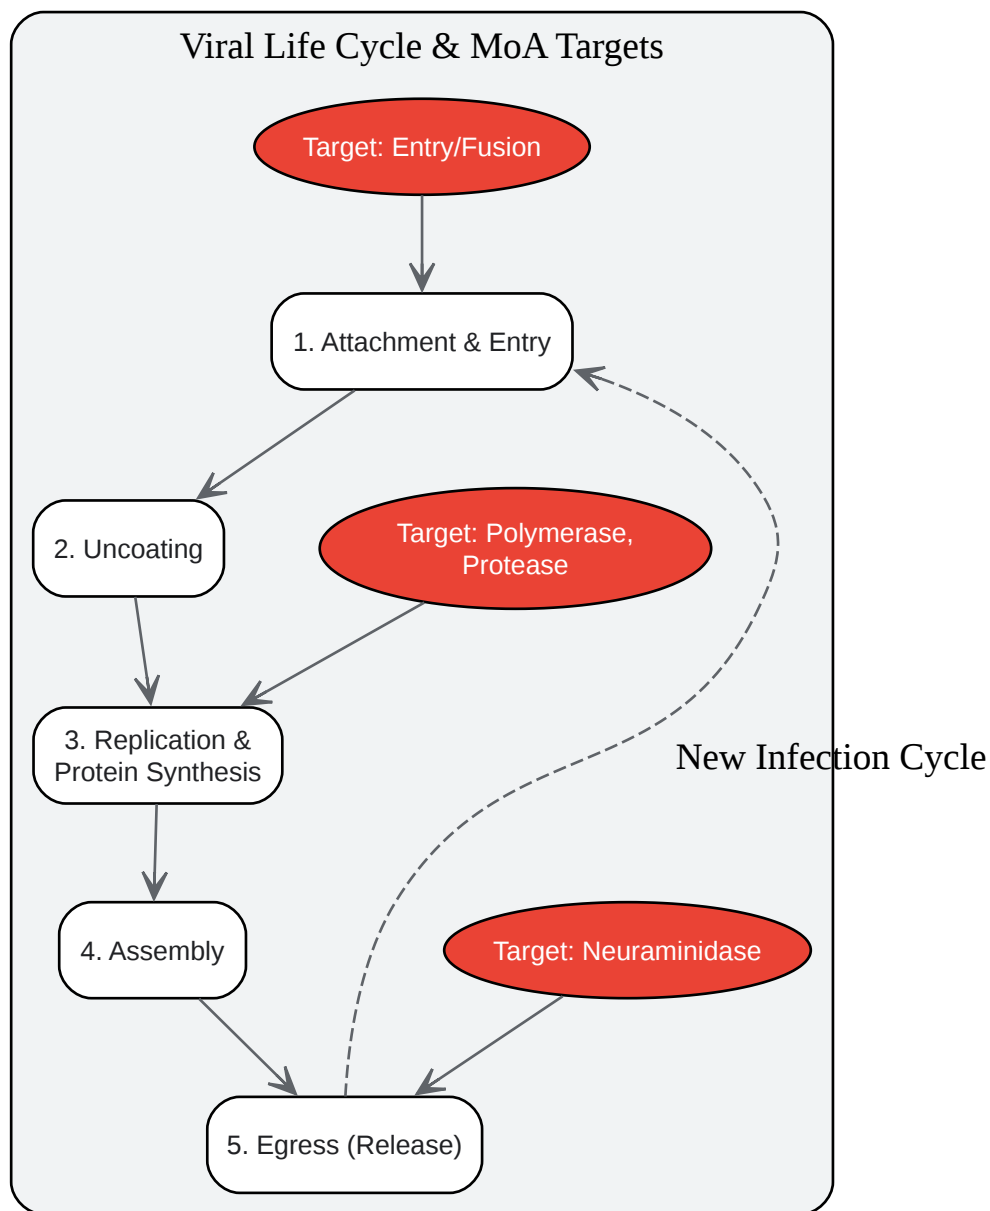 Viral Life Cycle & MoA Targets
Target: Entry/Fusion
1. Attachment & Entry
2. Uncoating
Target: Polymerase,
Protease
3. Replication &
Protein Synthesis
New Infection Cycle
4. Assembly
Target: Neuraminidase
5. Egress (Release)